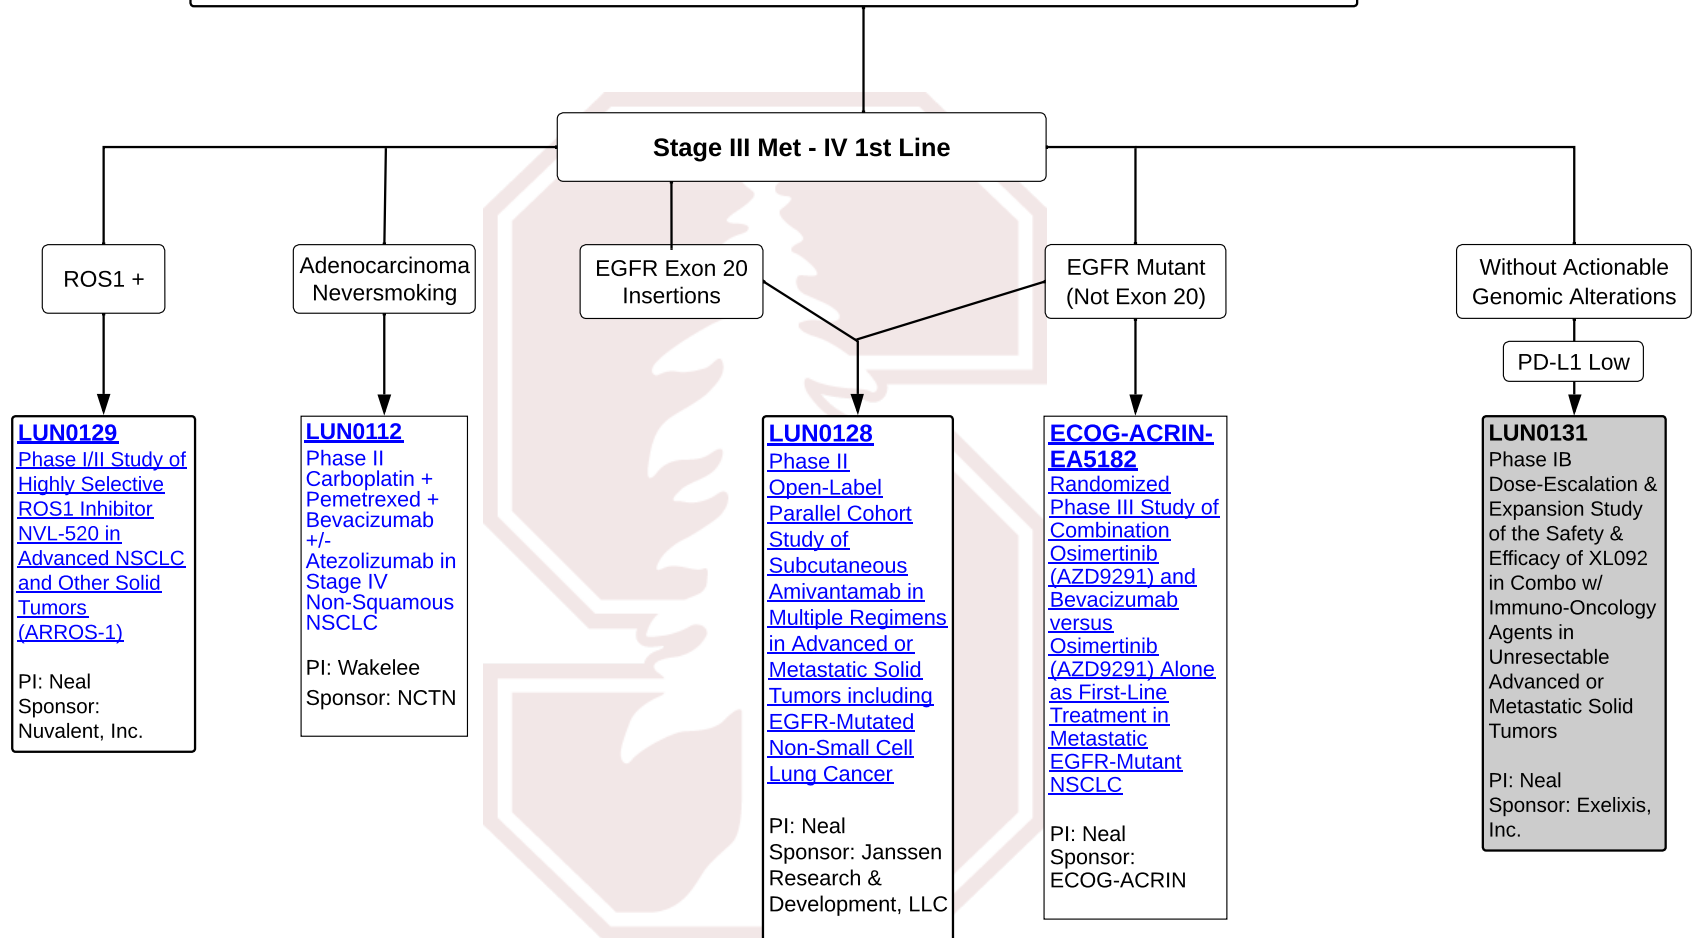 Stage III Met - IV 1st Line
ROS1 +
Adenocarcinoma
Neversmoking
EGFR Exon 20
Insertions
EGFR Mutant
(Not Exon 20)
Without Actionable
Genomic Alterations
PD-L1 Low
LUN0129
Phase I/II Study of
Highly Selective
ROS1 Inhibitor
NVL-520 in
Advanced NSCLC
and Other Solid
Tumors
(ARROS-1)
PI: Neal
Sponsor:
Nuvalent, Inc.
LUN0112
Phase II
Carboplatin +
Pemetrexed +
Bevacizumab
+/-
Atezolizumab in
Stage IV
Non-Squamous
NSCLC
PI: Wakelee
Sponsor: NCTN
LUN0128
Phase II
Open-Label
Parallel Cohort
Study of
Subcutaneous
Amivantamab in
Multiple Regimens
in Advanced or
Metastatic Solid
Tumors including
EGFR-Mutated
Non-Small Cell
Lung Cancer
PI: Neal
Sponsor: Janssen
Research &
Development, LLC
ECOG-ACRIN-
EA5182
Randomized
Phase III Study of
Combination
Osimertinib
(AZD9291) and
Bevacizumab
versus
Osimertinib
(AZD9291) Alone
as First-Line
Treatment in
Metastatic
EGFR-Mutant
NSCLC
PI: Neal
Sponsor:
ECOG-ACRIN
LUN0131
Phase IB
Dose-Escalation &
Expansion Study
of the Safety &
Efficacy of XL092
in Combo w/
Immuno-Oncology
Agents in
Unresectable
Advanced or
Metastatic Solid
Tumors
PI: Neal
Sponsor: Exelixis,
Inc.